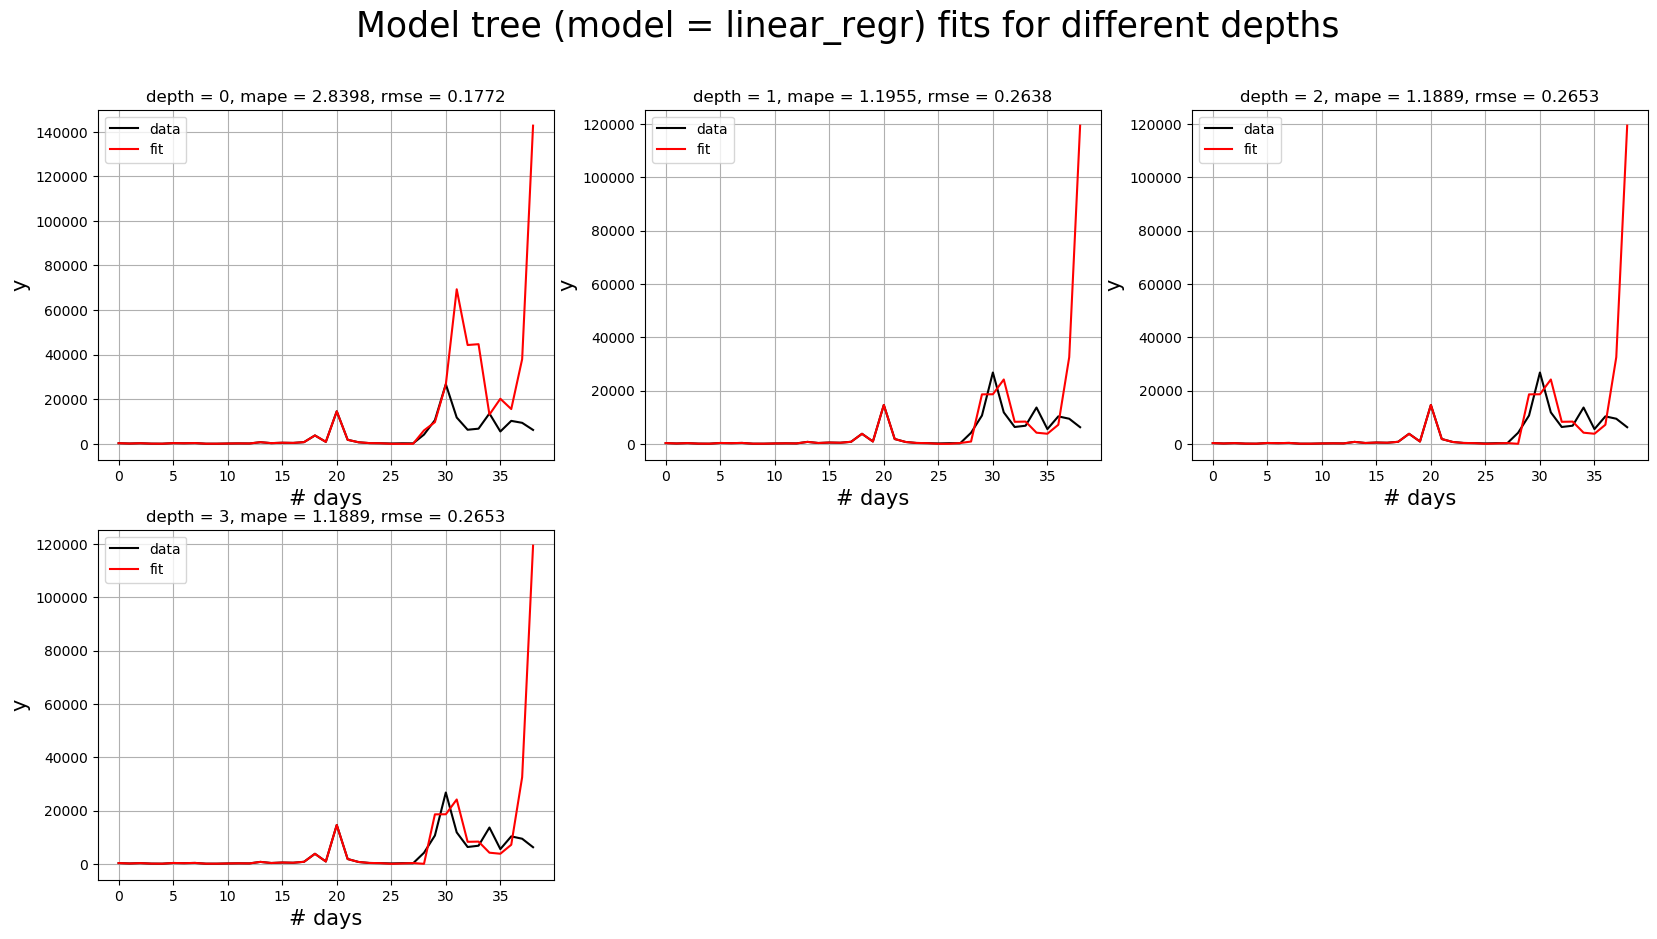 Model tree (model = linear_regr) fits for different depths
depth = 0, mape = 2.8398, rmse = 0.1772
data
fit
140000
120000
100000
80000
60000
40000
20000
0
y
0 5 10 15 20 25 30 35
# days
depth = 1, mape = 1.1955, rmse = 0.2638
data
fit
120000
100000
80000
60000
40000
20000
0
y
0 5 10 15 20 25 30 35
# days
depth = 2, mape = 1.1889, rmse = 0.2653
data
fit
120000
100000
80000
60000
40000
20000
0
y
0 5 10 15 20 25 30 35
# days
depth = 3, mape = 1.1889, rmse = 0.2653
data
fit
120000
100000
80000
60000
40000
20000
0
y
0 5 10 15 20 25 30 35
# days